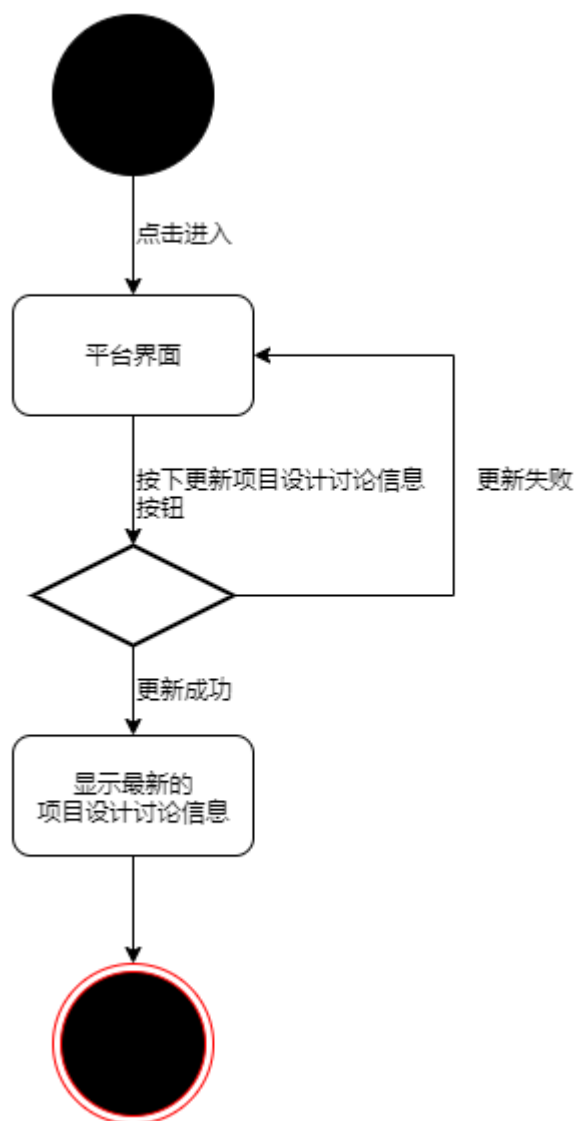 点击进入
平台界面
按下更新项目设计讨论信息
按钮
更新失败
更新成功
显示最新的
项目设计讨论信息